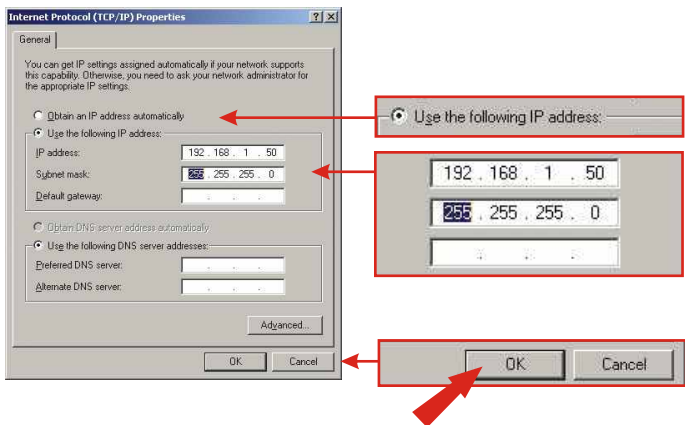 Internet Protocol (TCP/IP) Properties
General
You can get IP settings assigned automatically if your network supports
this capability. Otherwise, you need to ask your network administrator for
the appropriate IP settings.
Obtain an IP address automatically
Use the following IP address:
IP address: 192 . 168 . 1 . 50
Subnet mask: 255 . 255 . 255 . 0
Default gateway: . . .
Obtain DNS server address automatically
Use the following DNS server addresses:
Preferred DNS server: . . .
Alternate DNS server: . . .
Advanced...
OK Cancel
Use the following IP address:
192 . 168 . 1 . 50
255 . 255 . 255 . 0
. . .
OK Cancel